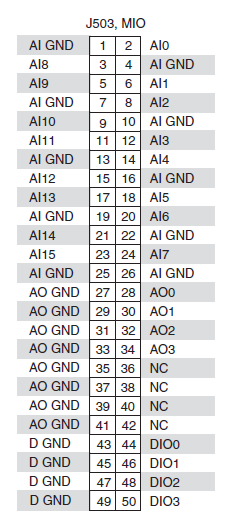 J503, MIO
AI GND 1 2 AI0
AI8 3 4 AI GND
AI9 5 6 AI1
AI GND 7 8 AI2
AI10 9 10 AI GND
AI11 11 12 AI3
AI GND 13 14 AI4
AI12 15 16 AI GND
AI13 17 18 AI5
AI GND 19 20 AI6
AI14 21 22 AI GND
AI15 23 24 AI7
AI GND 25 26 AI GND
AO GND 27 28 AO0
AO GND 29 30 AO1
AO GND 31 32 AO2
AO GND 33 34 AO3
AO GND 35 36 NC
AO GND 37 38 NC
AO GND 39 40 NC
AO GND 41 42 NC
D GND 43 44 DIO0
D GND 45 46 DIO1
D GND 47 48 DIO2
D GND 49 50 DIO3